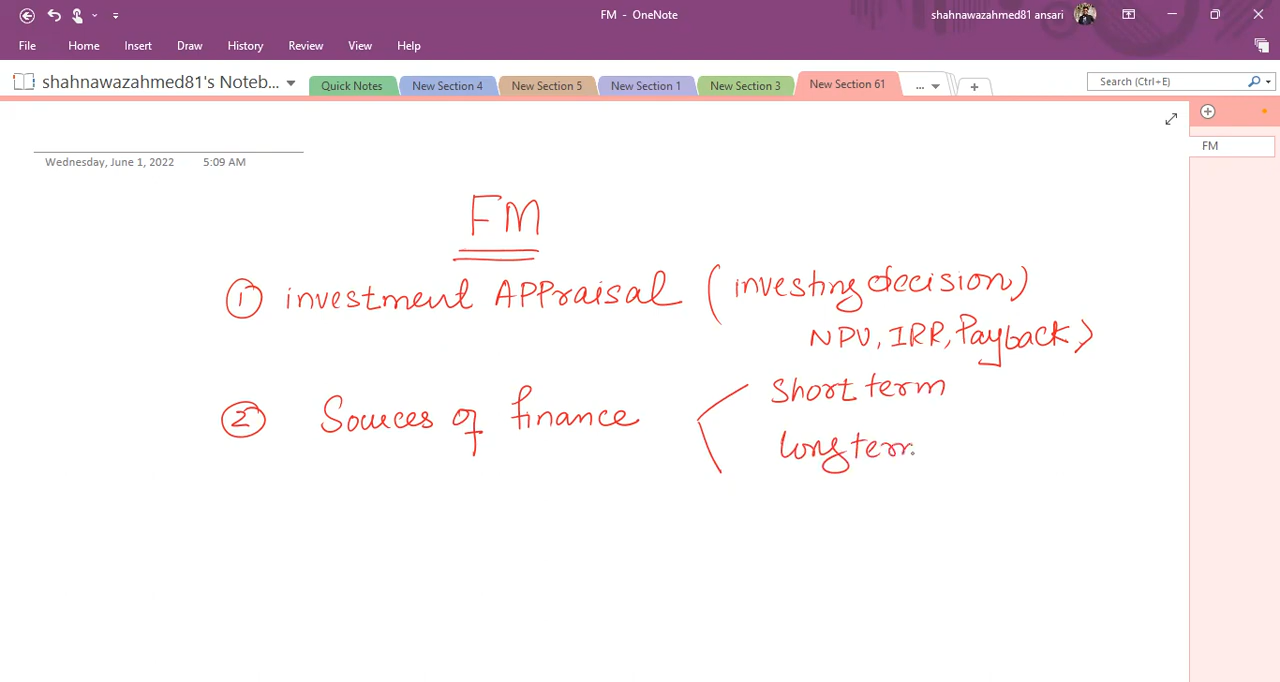 FM - OneNote
shahnawazahmed81 ansari
File Home Insert Draw History Review View Help
shahnawazahmed81's Noteb... Quick Notes New Section 4 New Section 5 New Section 1 New Section 3 New Section 61 ... + Search (Ctrl+E)
FM
Wednesday, June 1, 2022 5:09 AM
FM
① investment APPraisal (investing decision)
NPV, IRR, Payback,
② Sources of finance
Short term
long term